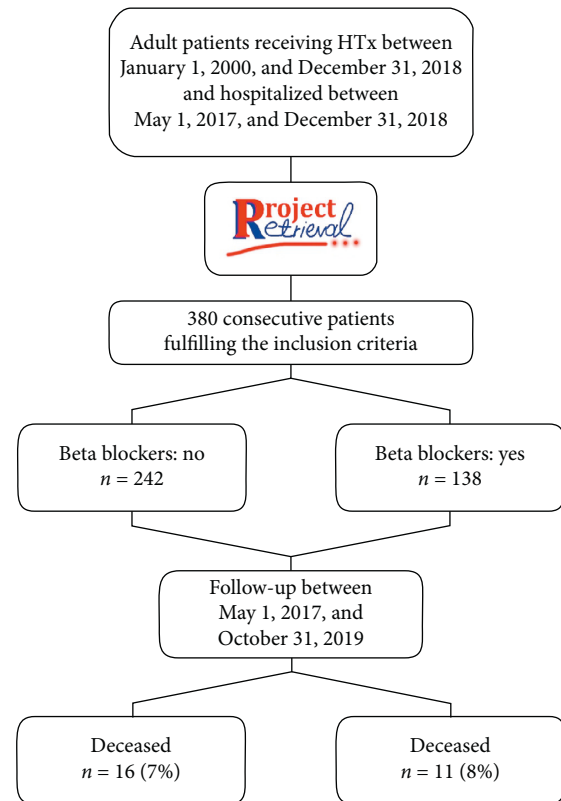 Adult patients receiving HTx between
January 1, 2000, and December 31, 2018
and hospitalized between
May 1, 2017, and December 31, 2018
Project
Retrieval
380 consecutive patients
fulfilling the inclusion criteria
Beta blockers: no
n = 242
Beta blockers: yes
n = 138
Follow-up between
May 1, 2017, and
October 31, 2019
Deceased
n = 16 (7%)
Deceased
n = 11 (8%)